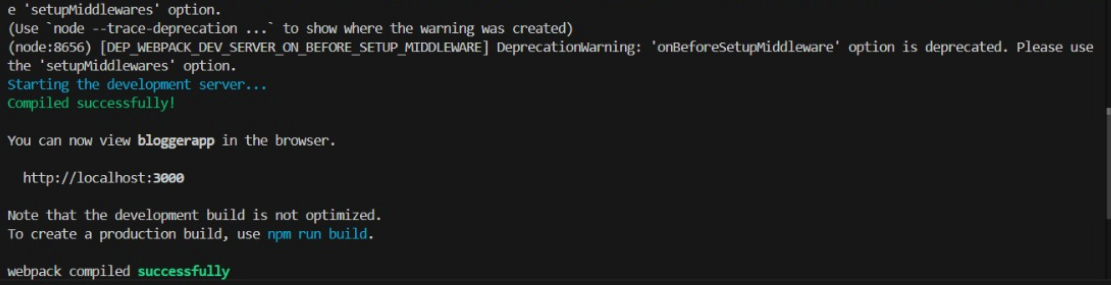 e 'setupMiddlewares' option.
(Use `node --trace-deprecation ...` to show where the warning was created)
(node:8656) [DEP_WEBPACK_DEV_SERVER_ON_BEFORE_SETUP_MIDDLEWARE] DeprecationWarning: 'onBeforeSetupMiddleware' option is deprecated. Please use
the 'setupMiddlewares' option.
Starting the development server...
Compiled successfully!
You can now view bloggerapp in the browser.
http://localhost:3000
Note that the development build is not optimized.
To create a production build, use npm run build.
webpack compiled successfully